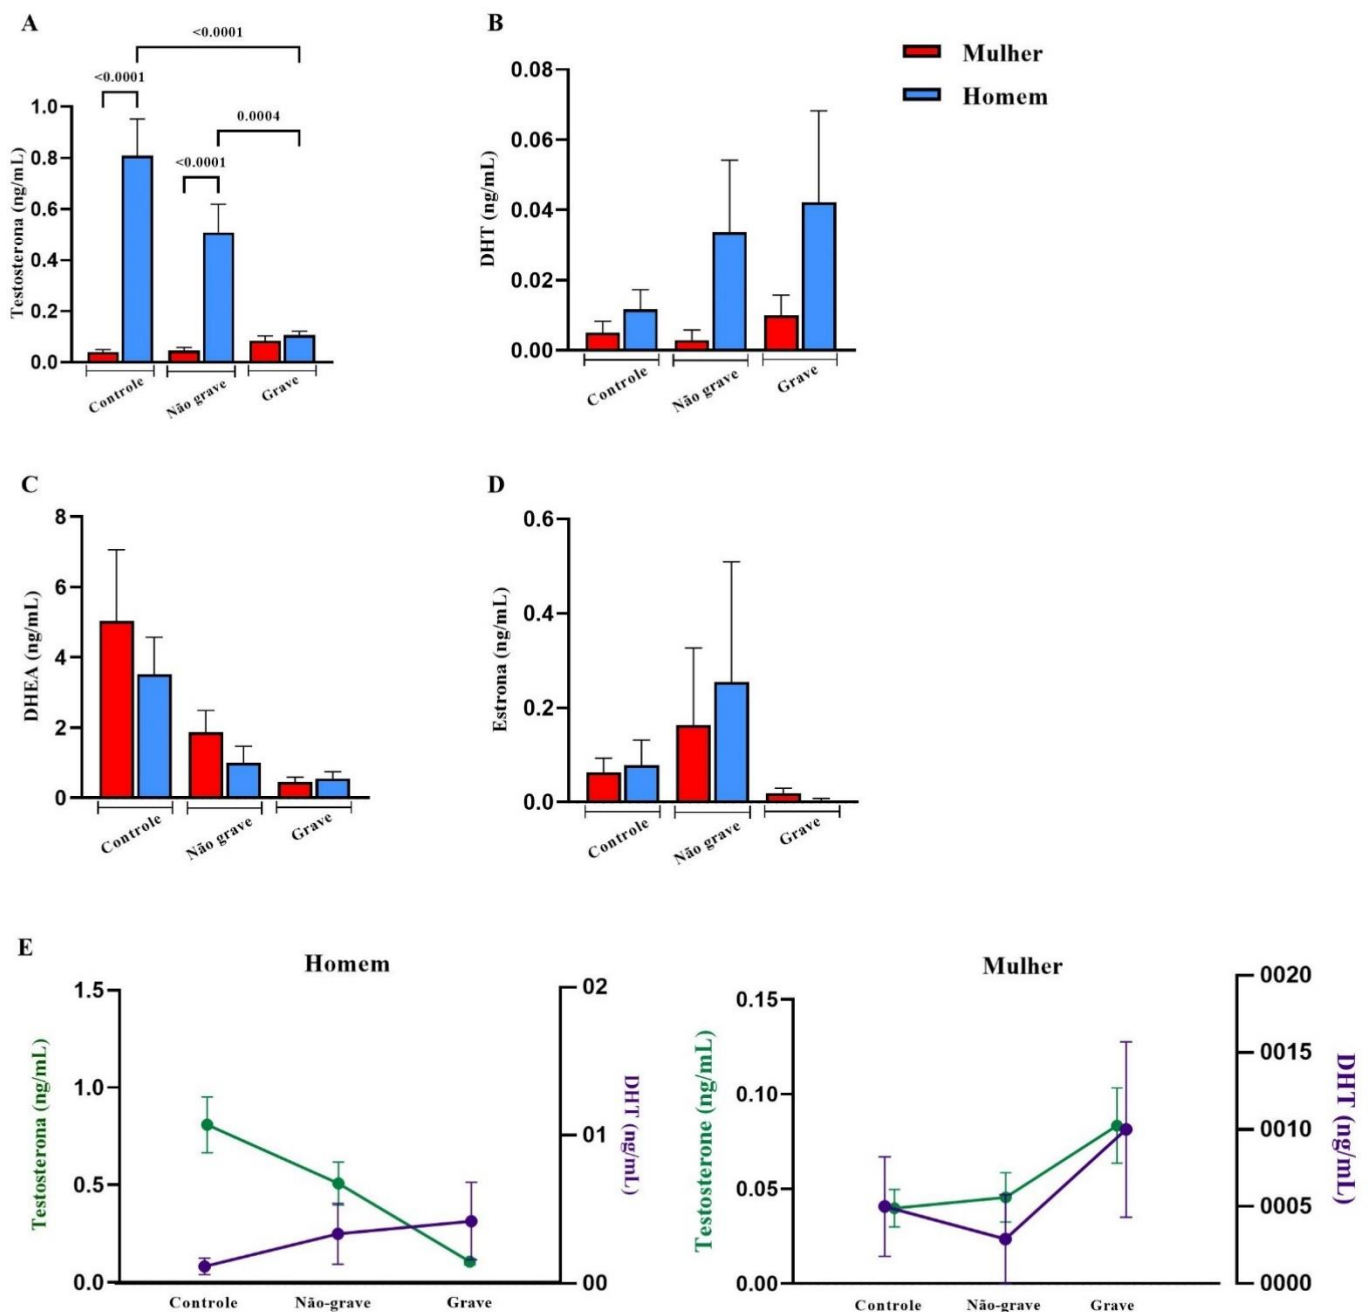 A
<0.0001
<0.0001
0.0004
<0.0001
1.0
0.8
0.6
0.4
0.2
0.0
Testosterona (ng/mL)
Controle
Não grave
Grave
B
0.08
0.06
0.04
0.02
0.00
DHT (ng/mL)
Controle
Não grave
Grave
Mulher
Homem
C
8
6
4
2
0
DHEA (ng/mL)
Controle
Não grave
Grave
D
0.6
0.4
0.2
0.0
Estrona (ng/mL)
Controle
Não grave
Grave
E
Homem
1.5
1.0
0.5
0.0
Testosterona (ng/mL)
02
01
00
DHT (ng/mL)
Controle
Não-grave
Grave
Mulher
0.15
0.10
0.05
0.00
Testosterone (ng/mL)
0020
0015
0010
0005
0000
DHT (ng/mL)
Controle
Não-grave
Grave